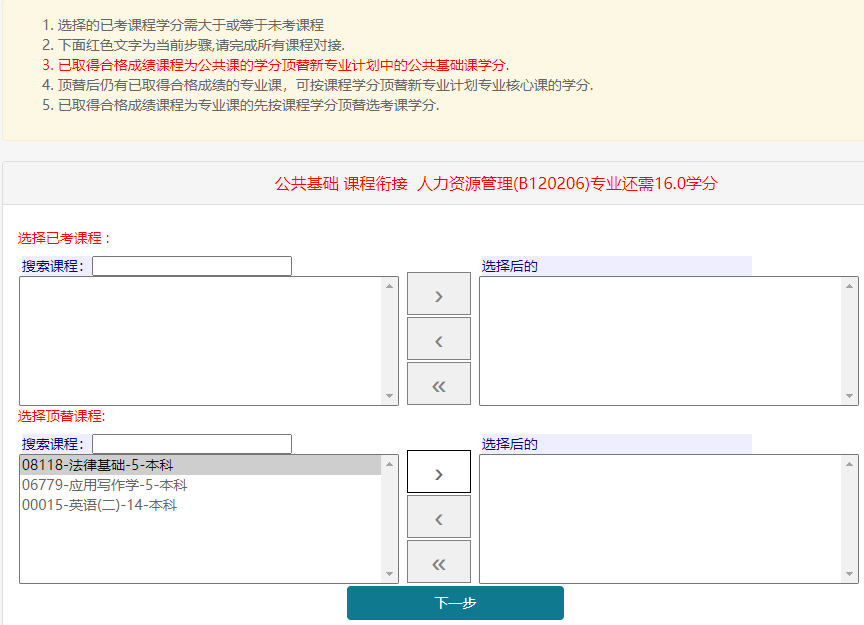 1. 选择的已考课程学分需大于或等于未考课程
2. 下面红色文字为当前步骤,请完成所有课程对接.
3. 已取得合格成绩课程为公共课的学分顶替新专业计划中的公共基础课学分.
4. 顶替后仍有已取得合格成绩的专业课，可按课程学分顶替新专业计划专业核心课的学分.
5. 已取得合格成绩课程为专业课的先按课程学分顶替选考课学分.
公共基础 课程衔接 人力资源管理(B120206)专业还需16.0学分
选择已考课程 :
搜索课程： 选择后的
›
‹
«
选择顶替课程:
搜索课程： 选择后的
08118-法律基础-5-本科
06779-应用写作学-5-本科
00015-英语(二)-14-本科
›
‹
«
下一步